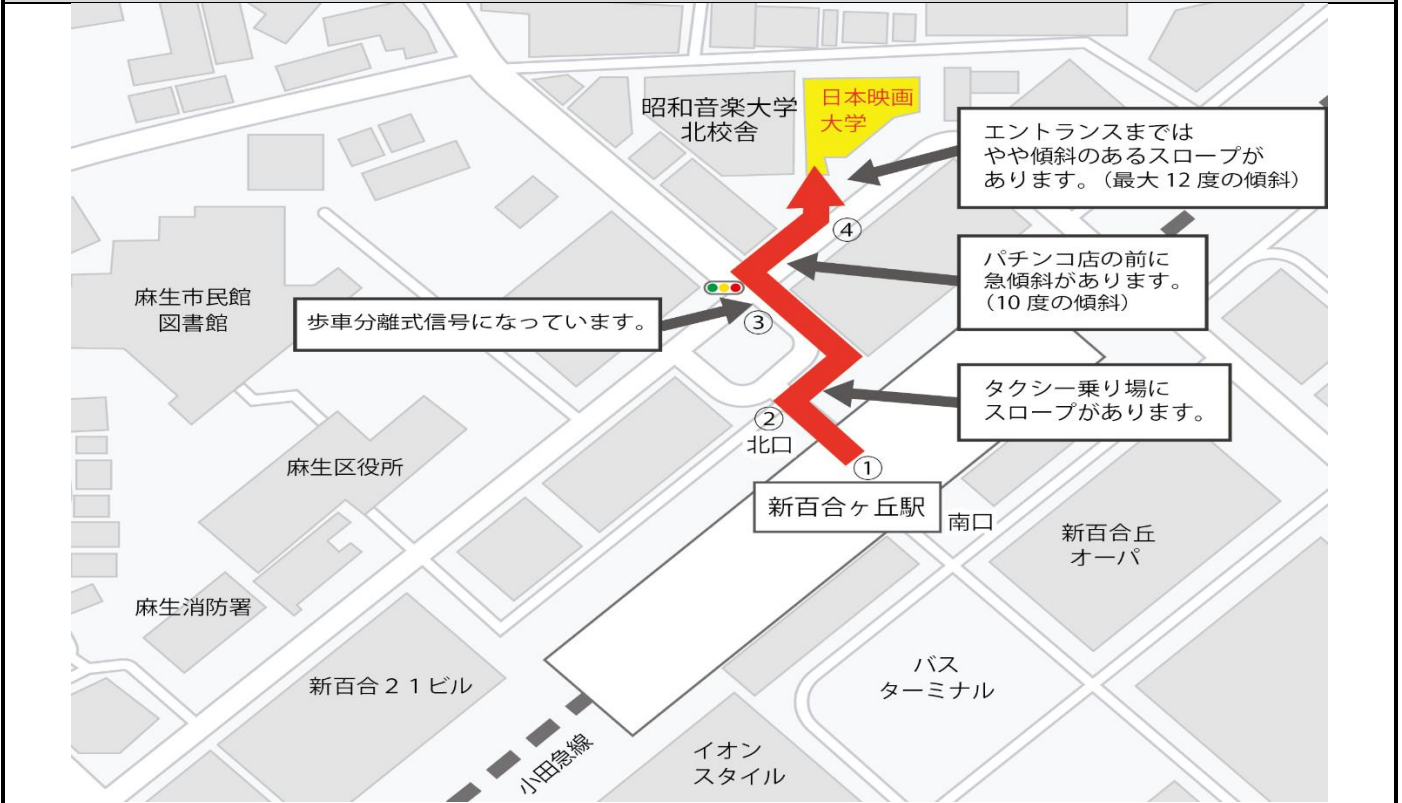 昭和音楽大学
北校舎
日本映画
大学
エントランスまでは
やや傾斜のあるスロープが
あります。（最大 12 度の傾斜）
④
パチンコ店の前に
急傾斜があります。
（10 度の傾斜）
麻生市民館
図書館
歩車分離式信号になっています。
③
タクシー乗り場に
スロープがあります。
②
北口
①
麻生区役所
新百合ヶ丘駅
南口
新百合丘
オーパ
麻生消防署
新百合２１ビル
バス
ターミナル
小田急線
イオン
スタイル